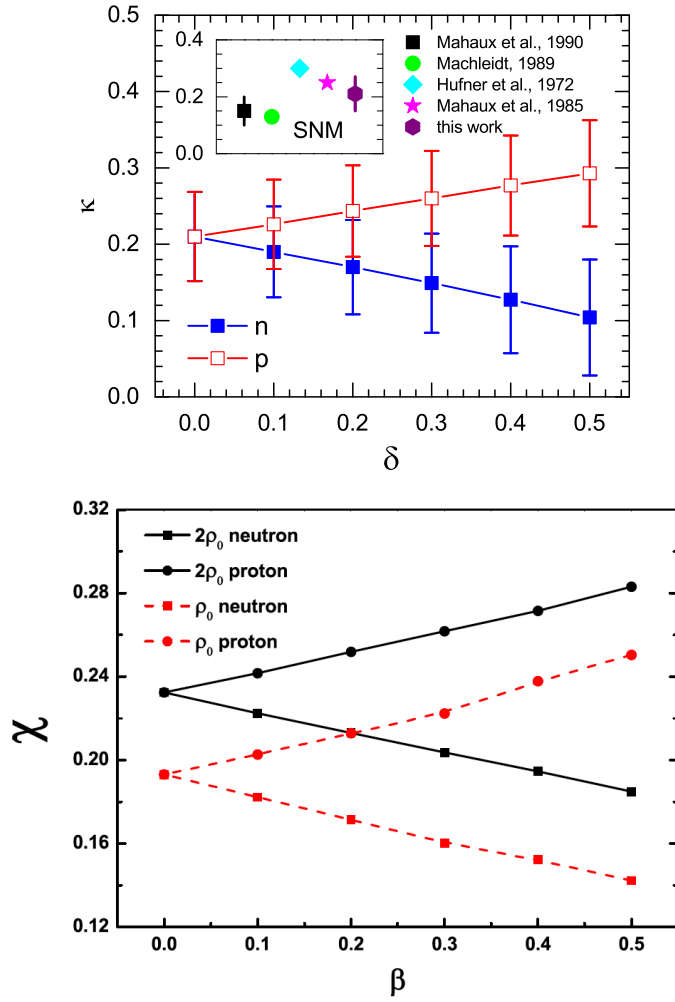 0.4
0.2
0.0
SNM
Mahaux et al., 1990
Machleidt, 1989
Hufner et al., 1972
Mahaux et al., 1985
this work
0.5
0.4
0.3
0.2
0.1
0.0
κ
n
p
0.0 0.1 0.2 0.3 0.4 0.5
δ
0.32
0.28
0.24
0.20
0.16
0.12
χ
2ρ₀ neutron
2ρ₀ proton
ρ₀ neutron
ρ₀ proton
0.0 0.1 0.2 0.3 0.4 0.5
β